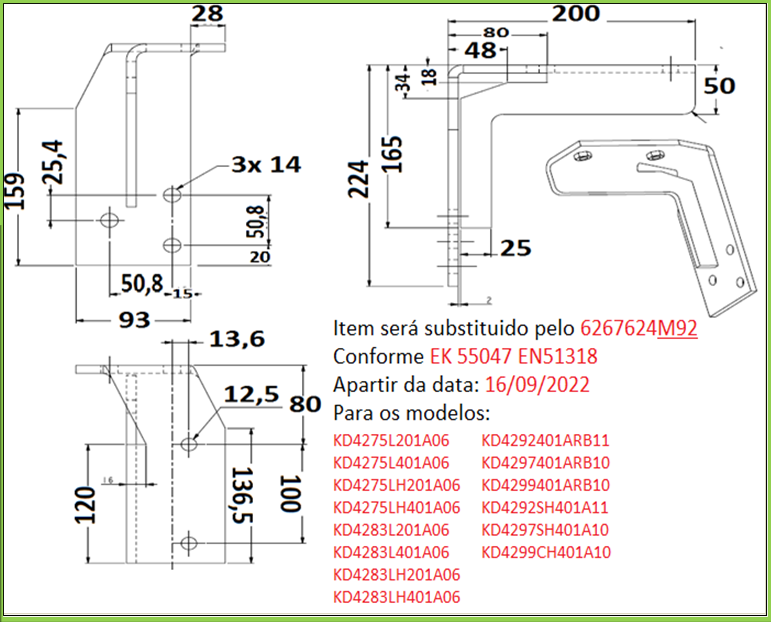 28
159
25,4
3x 14
50,8
20
50,8
15
93
200
80
48
34
18
50
224
165
25
2
13,6
12,5
80
16
120
136,5
100
Item será substituido pelo 6267624M92
Conforme EK 55047 EN51318
Apartir da data: 16/09/2022
Para os modelos:
KD4275L201A06 KD4292401ARB11
KD4275L401A06 KD4297401ARB10
KD4275LH201A06 KD4299401ARB10
KD4275LH401A06 KD4292SH401A11
KD4283L201A06 KD4297SH401A10
KD4283L401A06 KD4299CH401A10
KD4283LH201A06
KD4283LH401A06